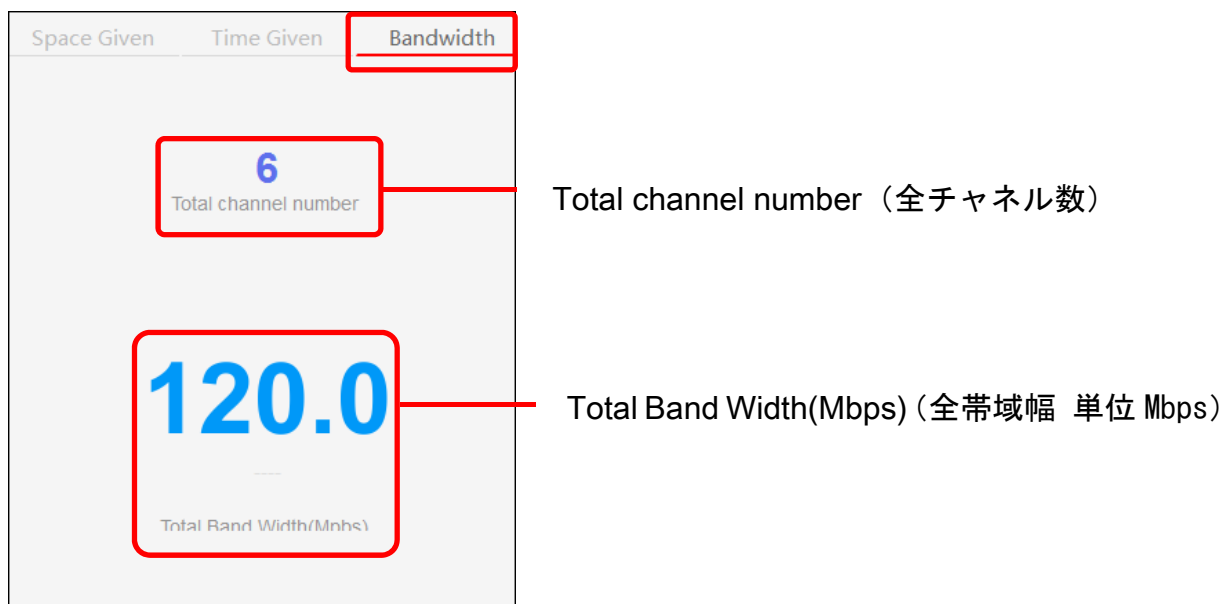 Space Given Time Given Bandwidth
6
Total channel number
Total channel number（全チャネル数）
120.0
----
Total Band Width(Mpbs)
Total Band Width(Mbps)（全帯域幅 単位 Mbps）